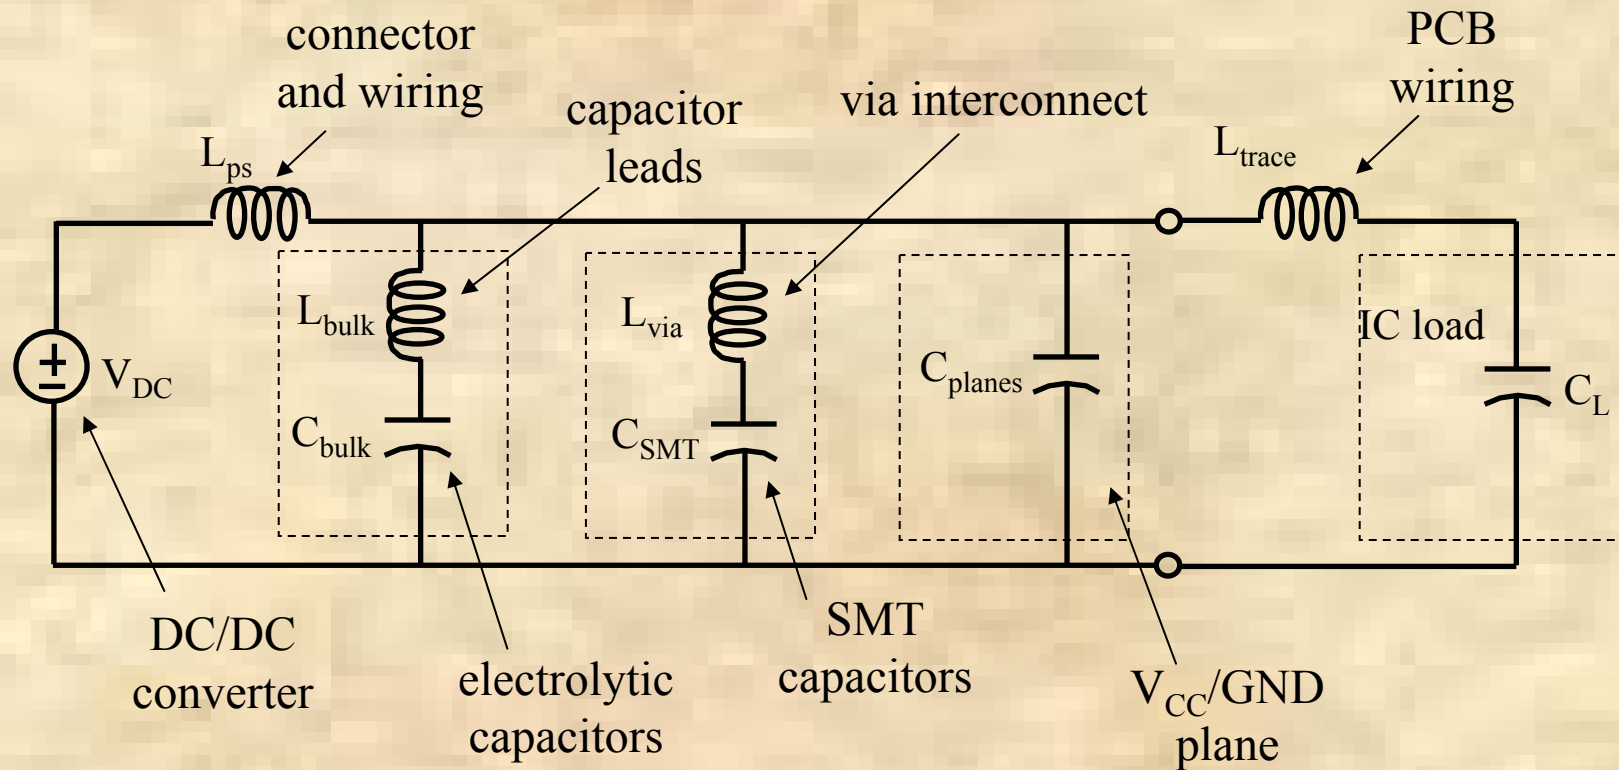 connector
and wiring
capacitor
leads
via interconnect
PCB
wiring
Lps
Ltrace
Lbulk
Lvia
IC load
VDC
Cplanes
CL
Cbulk
CSMT
DC/DC
converter
electrolytic
capacitors
SMT
capacitors
VCC/GND
plane